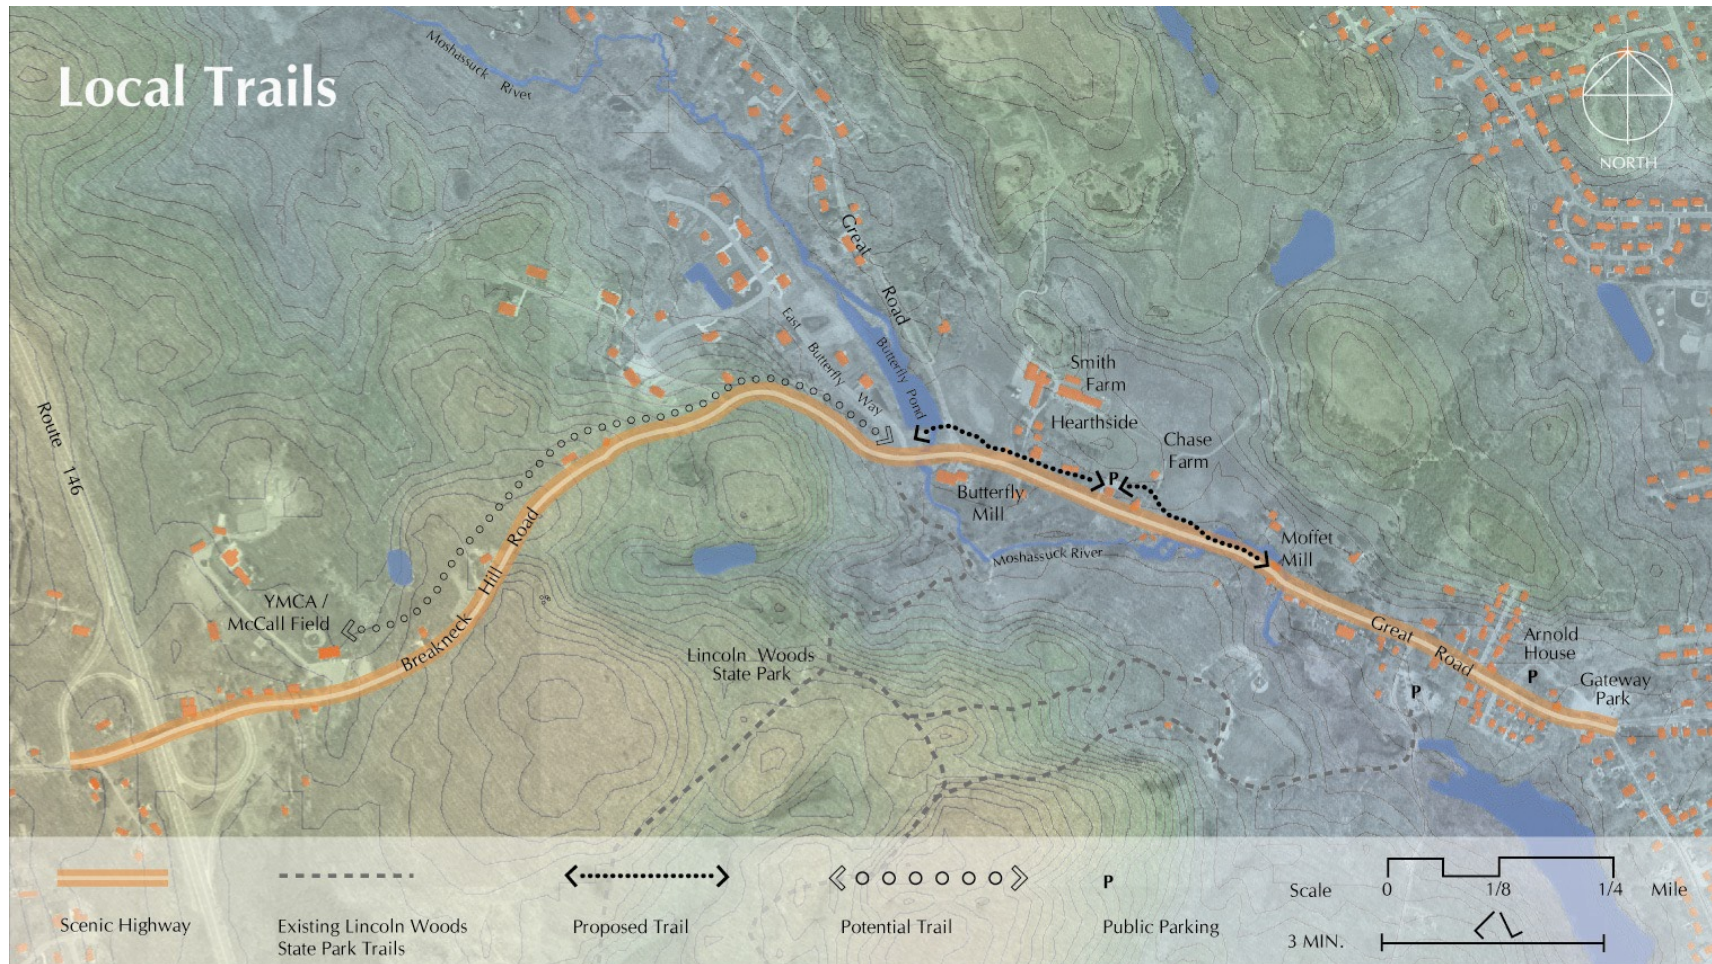 Local Trails
Moshassuck River
NORTH
Great Road
East Butterfly Way
Butterfly Pond
Smith
Farm
Hearthside
Chase
Farm
Route 146
P
Butterfly
Mill
Moshassuck River
Moffet
Mill
YMCA /
McCall Field
Breakneck Hill Road
Lincoln Woods
State Park
Great Road
Arnold
House
P
P
Gateway
Park
Scenic Highway
Existing Lincoln Woods
State Park Trails
Proposed Trail
Potential Trail
P
Public Parking
Scale 0 1/8 1/4 Mile
3 MIN.